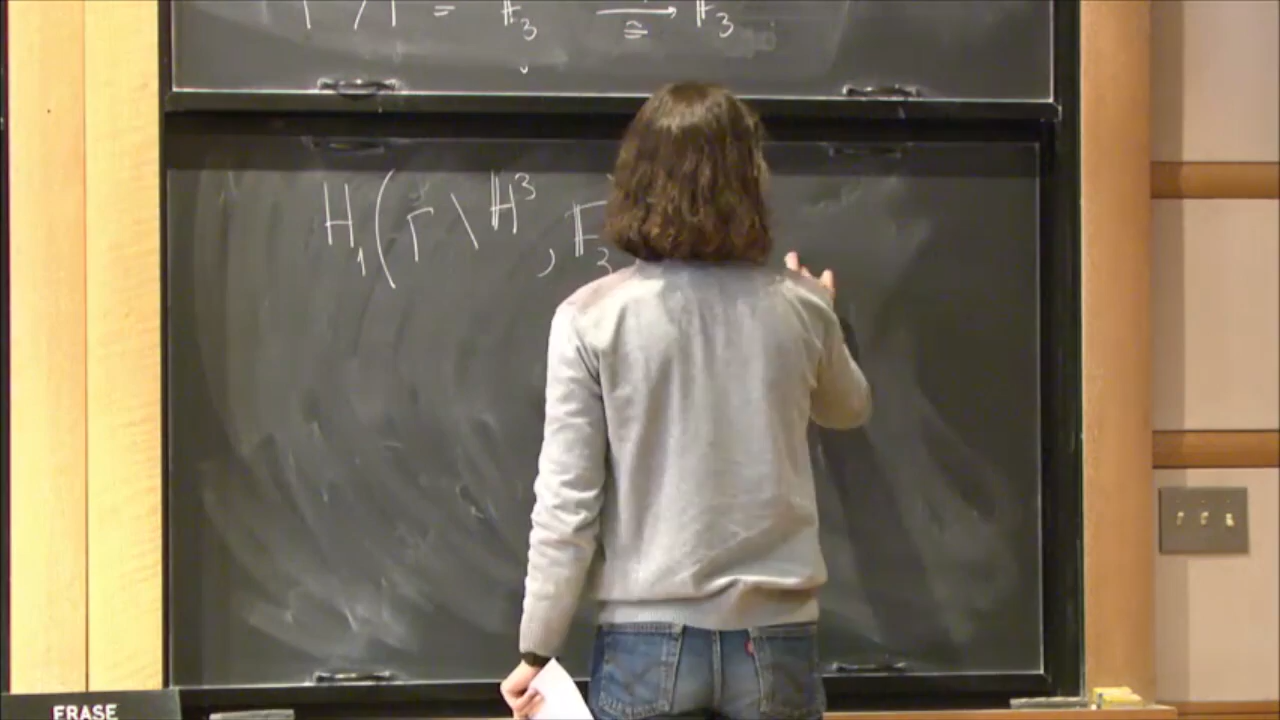 Γ / Γ = 𝔽₃ ⟶ ≅ 𝔽₃
H₁(Γ \ ℍ³, 𝔽₃
ERASE